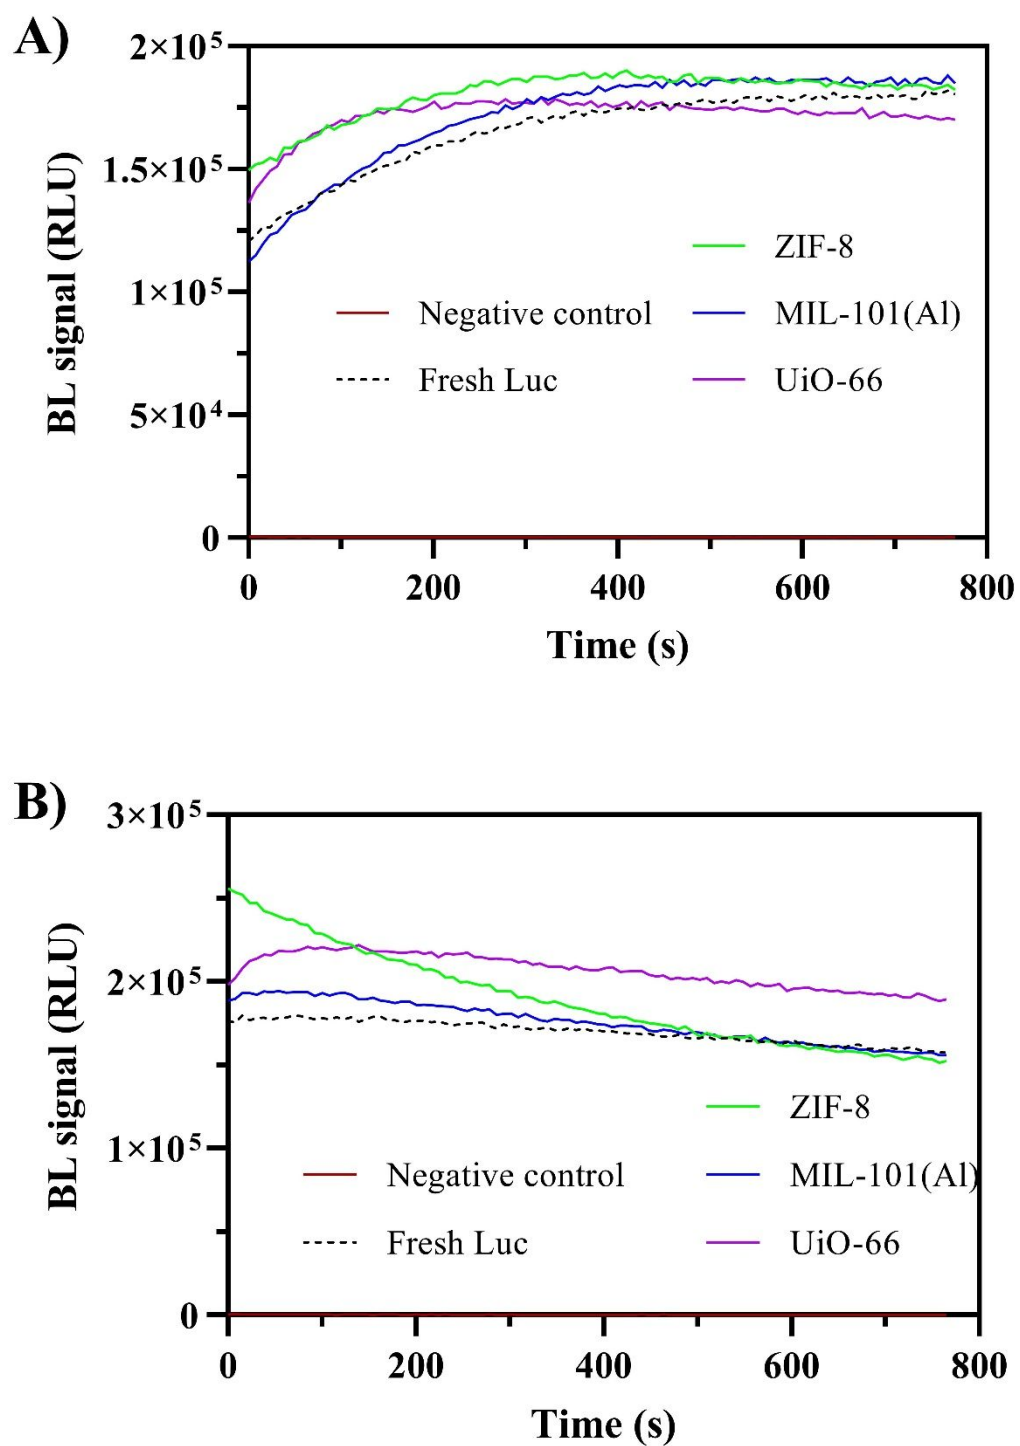 A)
2×10⁵
1.5×10⁵
1×10⁵
5×10⁴
0
BL signal (RLU)
ZIF-8
Negative control
MIL-101(Al)
Fresh Luc
UiO-66
0 200 400 600 800
Time (s)
B)
3×10⁵
2×10⁵
1×10⁵
0
BL signal (RLU)
ZIF-8
Negative control
MIL-101(Al)
Fresh Luc
UiO-66
0 200 400 600 800
Time (s)